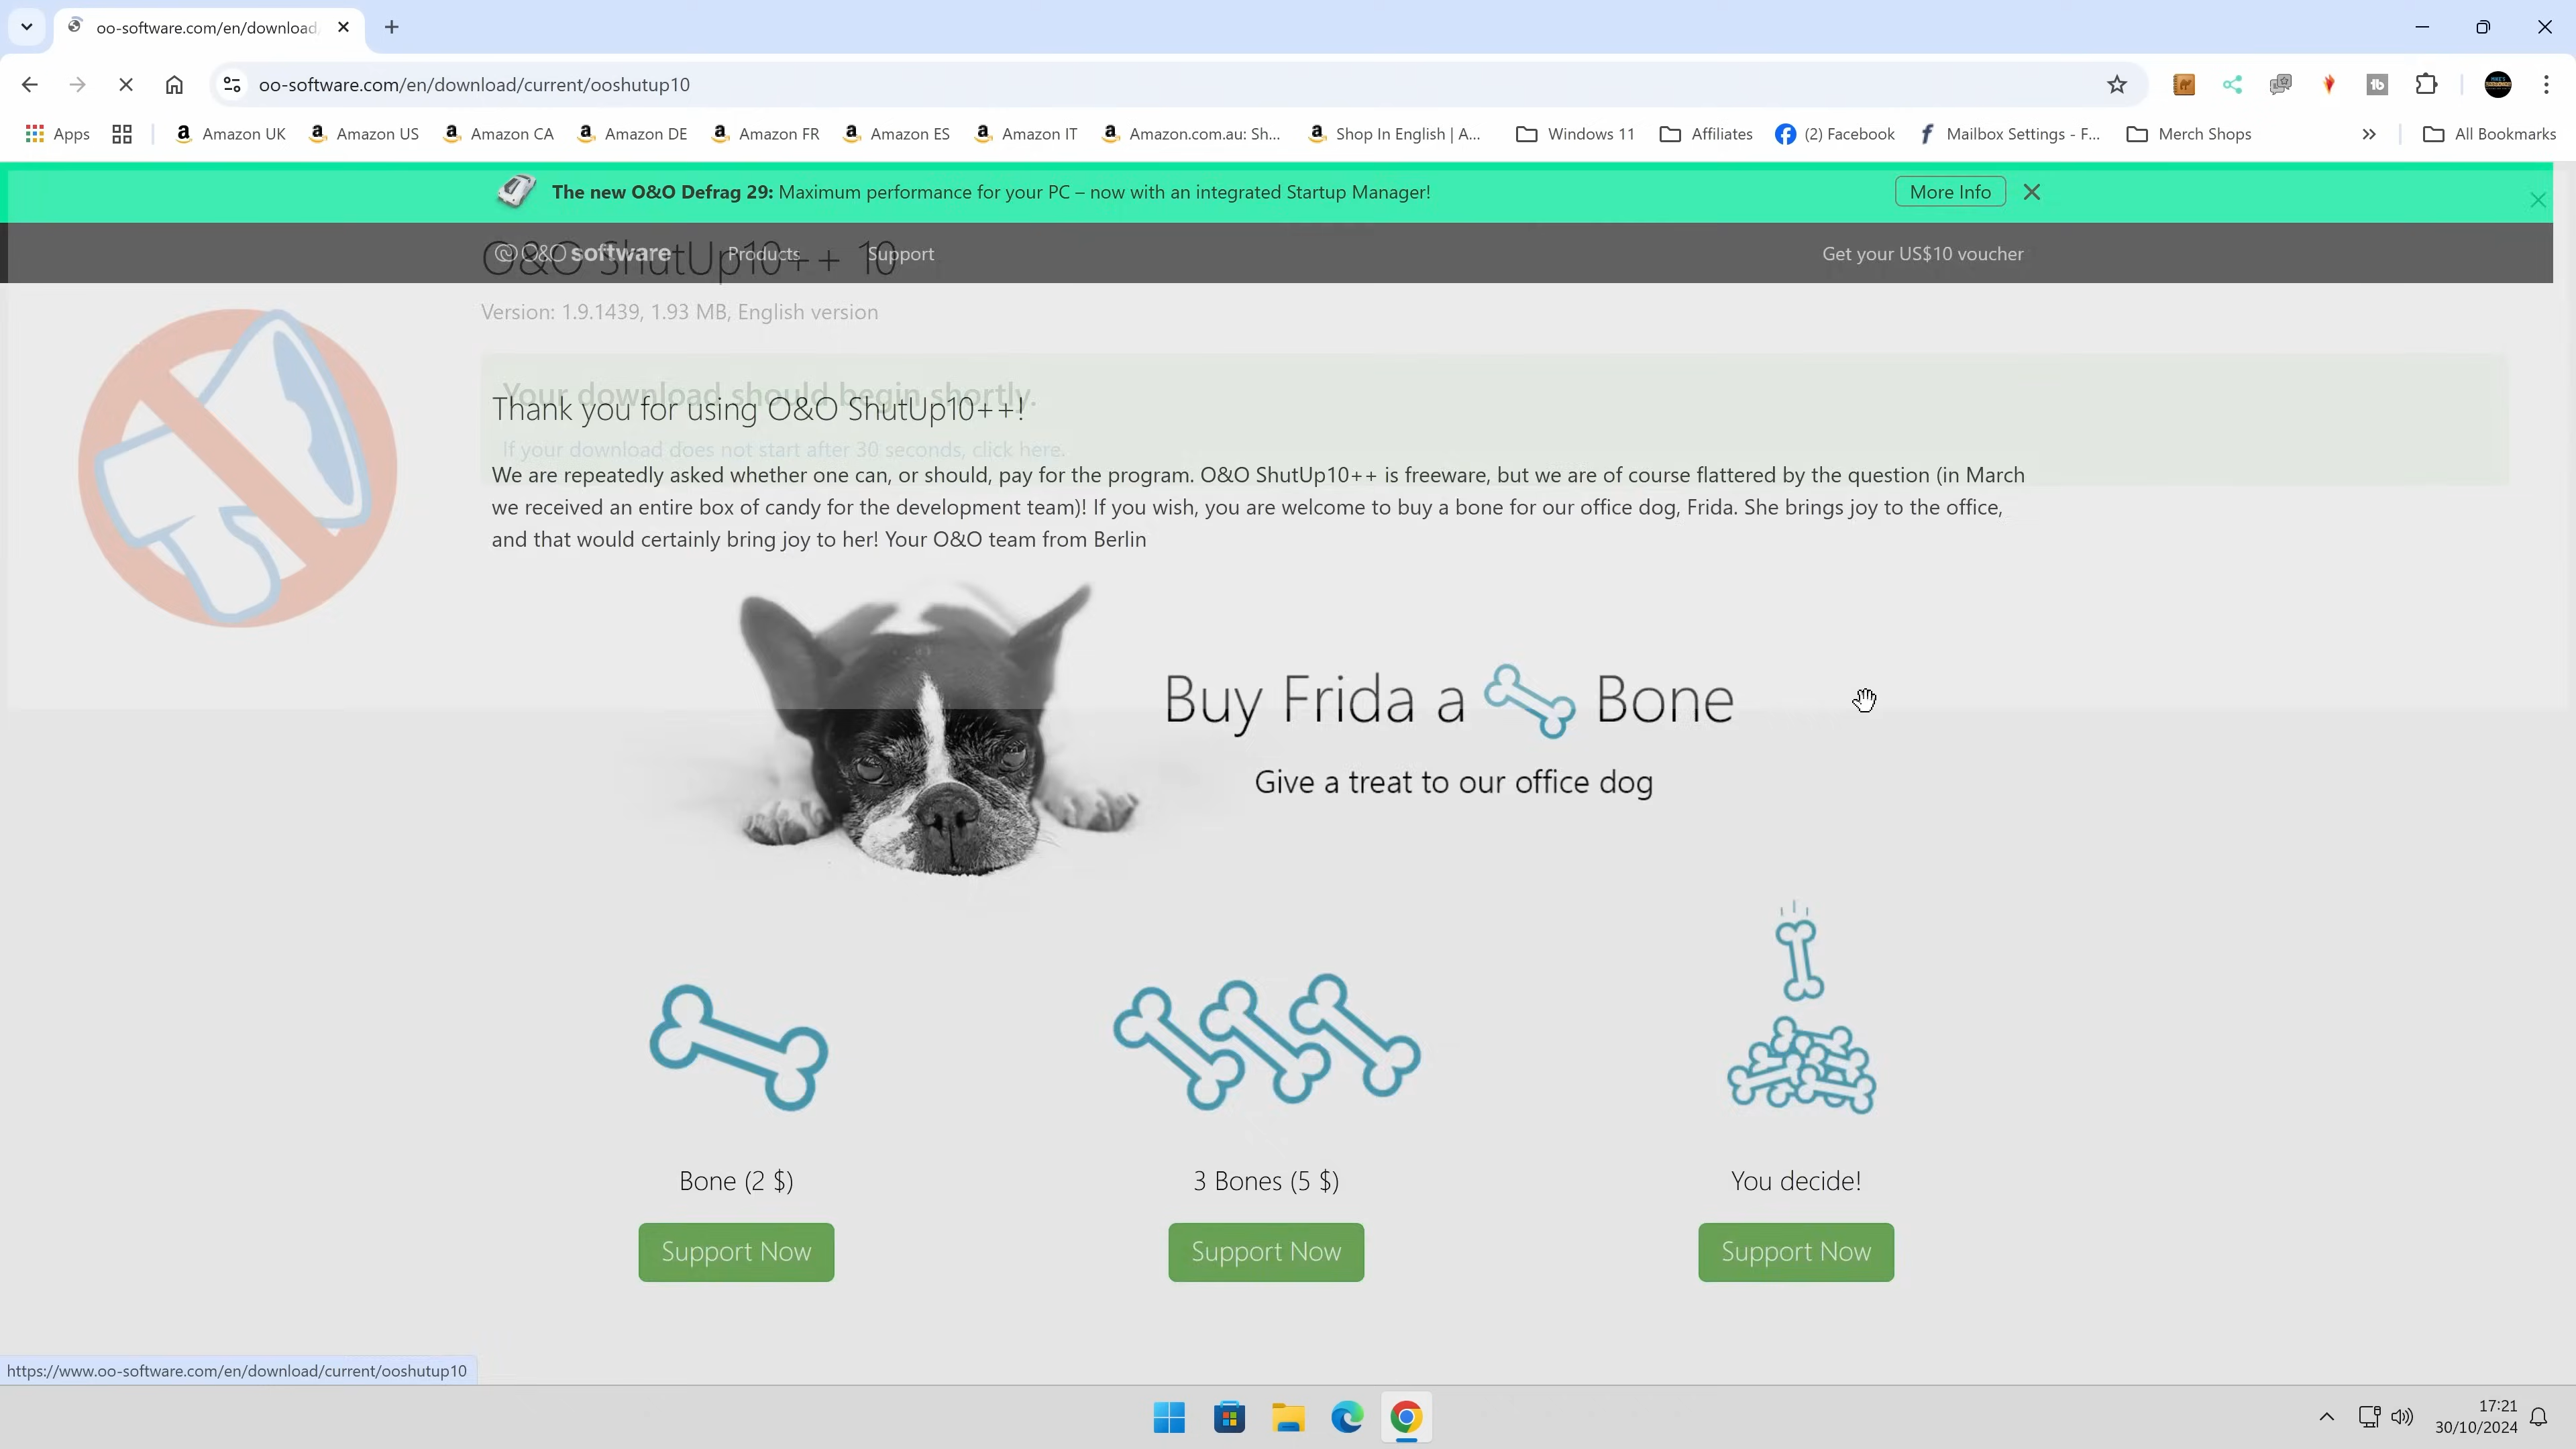 oo-software.com/en/download,
oo-software.com/en/download/current/ooshutup10
Apps Amazon UK Amazon US Amazon CA Amazon DE Amazon FR Amazon ES Amazon IT Amazon.com.au: Sh... Shop In English | A... Windows 11 Affiliates (2) Facebook Mailbox Settings - F... Merch Shops » All Bookmarks
The new O&O Defrag 29: Maximum performance for your PC – now with an integrated Startup Manager! More Info
O&O software Products Support Get your US$10 voucher
O&O ShutUp10++ 10
Version: 1.9.1439, 1.93 MB, English version
Your download should begin shortly.
Thank you for using O&O ShutUp10++!
If your download does not start after 30 seconds, click here.
We are repeatedly asked whether one can, or should, pay for the program. O&O ShutUp10++ is freeware, but we are of course flattered by the question (in March
we received an entire box of candy for the development team)! If you wish, you are welcome to buy a bone for our office dog, Frida. She brings joy to the office,
and that would certainly bring joy to her! Your O&O team from Berlin
Buy Frida a Bone
Give a treat to our office dog
Bone (2 $) 3 Bones (5 $) You decide!
Support Now Support Now Support Now
https://www.oo-software.com/en/download/current/ooshutup10
17:21
30/10/2024